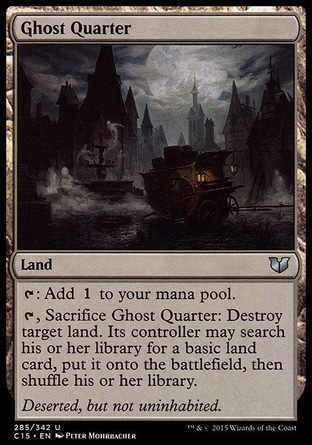 Ghost Quarter
Land
: Add 1 to your mana pool.
, Sacrifice Ghost Quarter: Destroy
target land. Its controller may search
his or her library for a basic land
card, put it onto the battlefield, then
shuffle his or her library.
Deserted, but not uninhabited.
285/342 U
C15 • EN Peter Mohrbacher
™ & © 2015 Wizards of the Coast